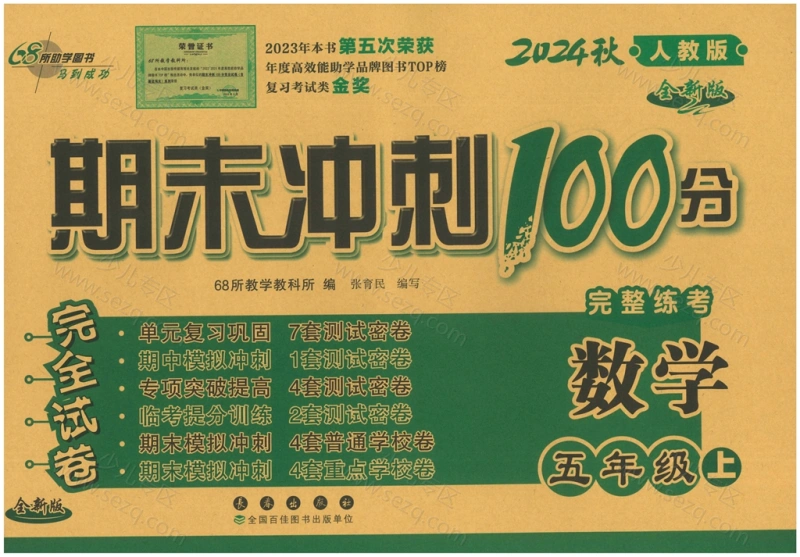 68所助学图书
马到成功
荣誉证书
2023年本书第五次荣获
年度高效能助学品牌图书TOP榜
复习考试类金奖
2024秋 人教版
全新版
期末冲刺100分
68所教学教科所 编 张育民 编写
完全试卷
·单元复习巩固 7套测试密卷
·期中模拟冲刺 1套测试密卷
·专项突破提高 4套测试密卷
·临考提分训练 2套测试密卷
·期末模拟冲刺 4套普通学校卷
·期末模拟冲刺 4套重点学校卷
完整练考
数学
五年级上
全新版
长春出版社
全国百佳图书出版单位
少儿专区
www.sezq.com